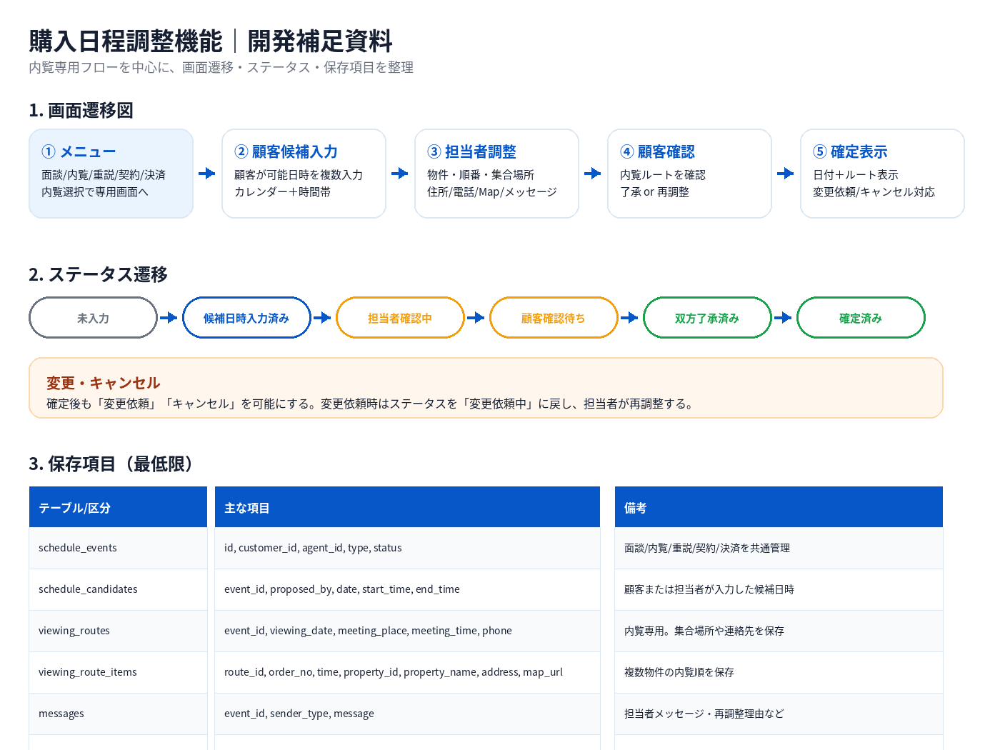 購入日程調整機能｜開発補足資料
内覧専用フローを中心に、画面遷移・ステータス・保存項目を整理
1. 画面遷移図
① メニュー
面談/内覧/重説/契約/決済
内覧選択で専用画面へ
② 顧客候補入力
顧客が可能日時を複数入力
カレンダー＋時間帯
③ 担当者調整
物件・順番・集合場所
住所/電話/Map/メッセージ
④ 顧客確認
内覧ルートを確認
了承 or 再調整
⑤ 確定表示
日付＋ルート表示
変更依頼/キャンセル対応
2. ステータス遷移
未入力
候補日時入力済み
担当者確認中
顧客確認待ち
双方了承済み
確定済み
変更・キャンセル
確定後も「変更依頼」「キャンセル」を可能にする。変更依頼時はステータスを「変更依頼中」に戻し、担当者が再調整する。
3. 保存項目（最低限）
テーブル/区分 主な項目 備考
schedule_events id, customer_id, agent_id, type, status 面談/内覧/重説/契約/決済を共通管理
schedule_candidates event_id, proposed_by, date, start_time, end_time 顧客または担当者が入力した候補日時
viewing_routes event_id, viewing_date, meeting_place, meeting_time, phone 内覧専用。集合場所や連絡先を保存
viewing_route_items route_id, order_no, time, property_id, property_name, address, map_url 複数物件の内覧順を保存
messages event_id, sender_type, message 担当者メッセージ・再調整理由など